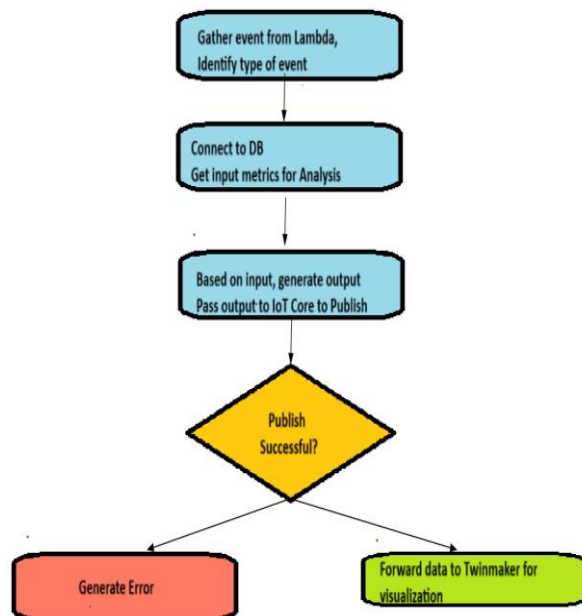 Gather event from Lambda,
Identify type of event
Connect to DB
Get input metrics for Analysis
Based on input, generate output
Pass output to IoT Core to Publish
Publish
Successful?
Generate Error
Forward data to Twinmaker for
visualization